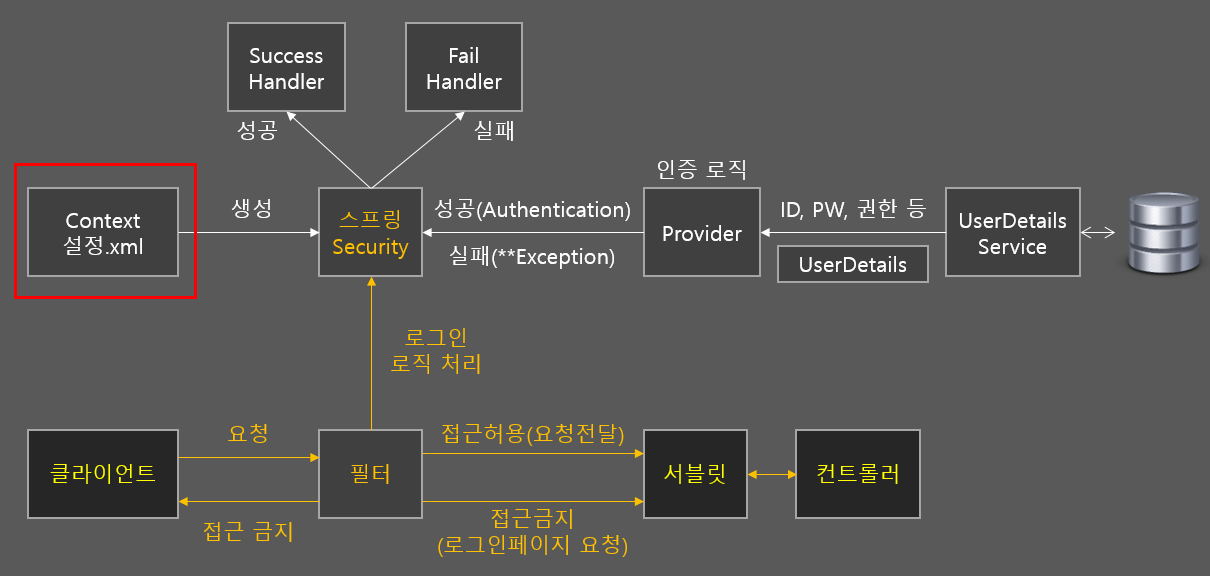 Success
Handler
Fail
Handler
성공
실패
인증 로직
Context
설정.xml
생성
스프링
Security
성공(Authentication)
실패(**Exception)
Provider
ID, PW, 권한 등
UserDetails
UserDetails
Service
로그인
로직 처리
클라이언트
요청
접근 금지
필터
접근허용(요청전달)
접근금지
(로그인페이지 요청)
서블릿
컨트롤러